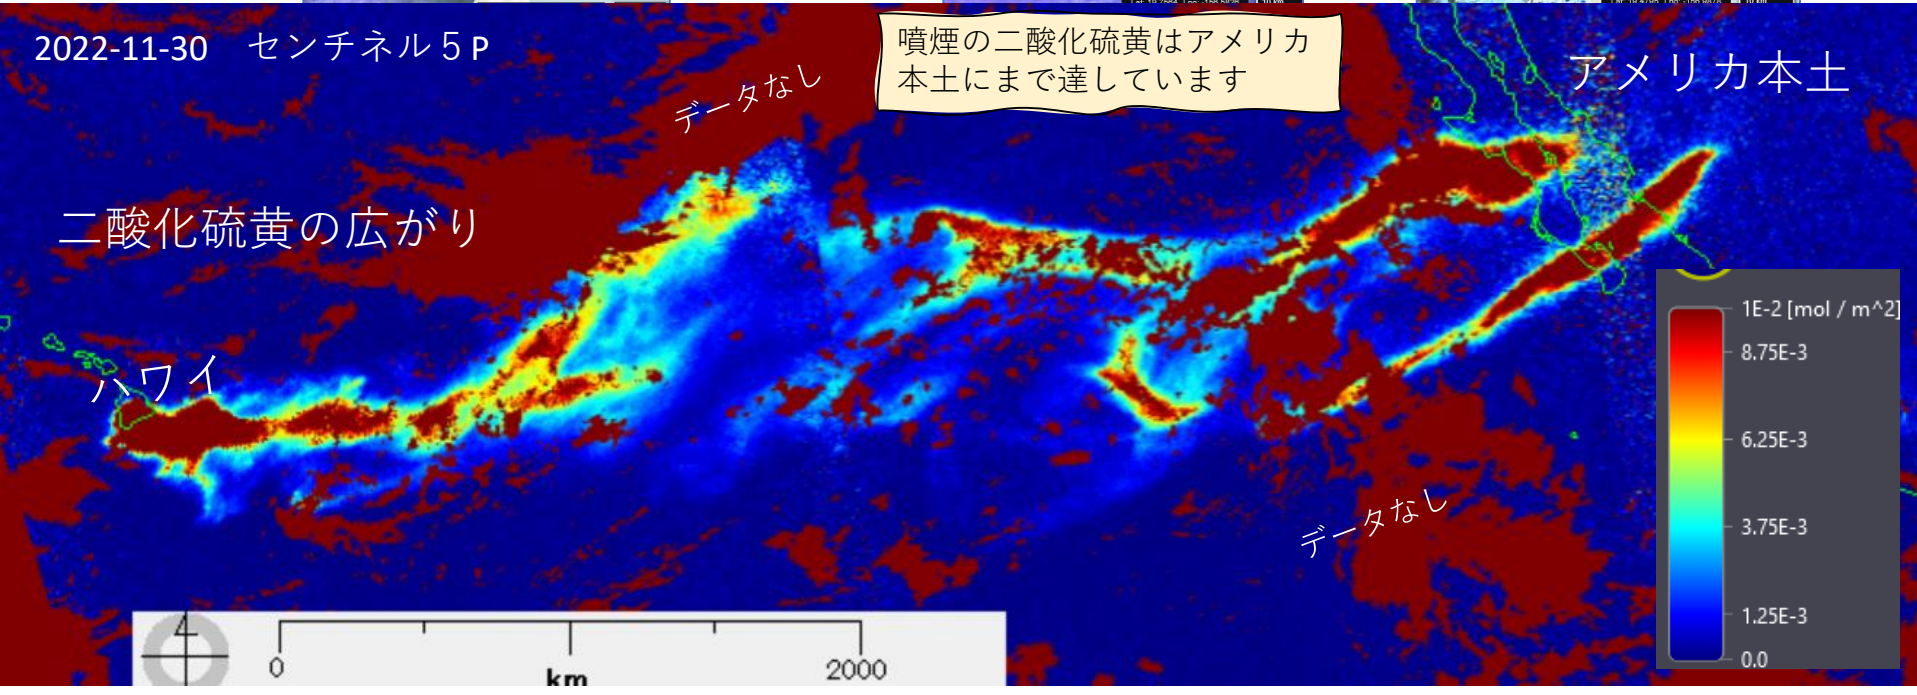 2022-11-30　センチネル５P
噴煙の二酸化硫黄はアメリカ
本土にまで達しています
アメリカ本土
データなし
二酸化硫黄の広がり
ハワイ
データなし
1E-2 [mol / m^2]
8.75E-3
6.25E-3
3.75E-3
1.25E-3
0.0
0
2000
km